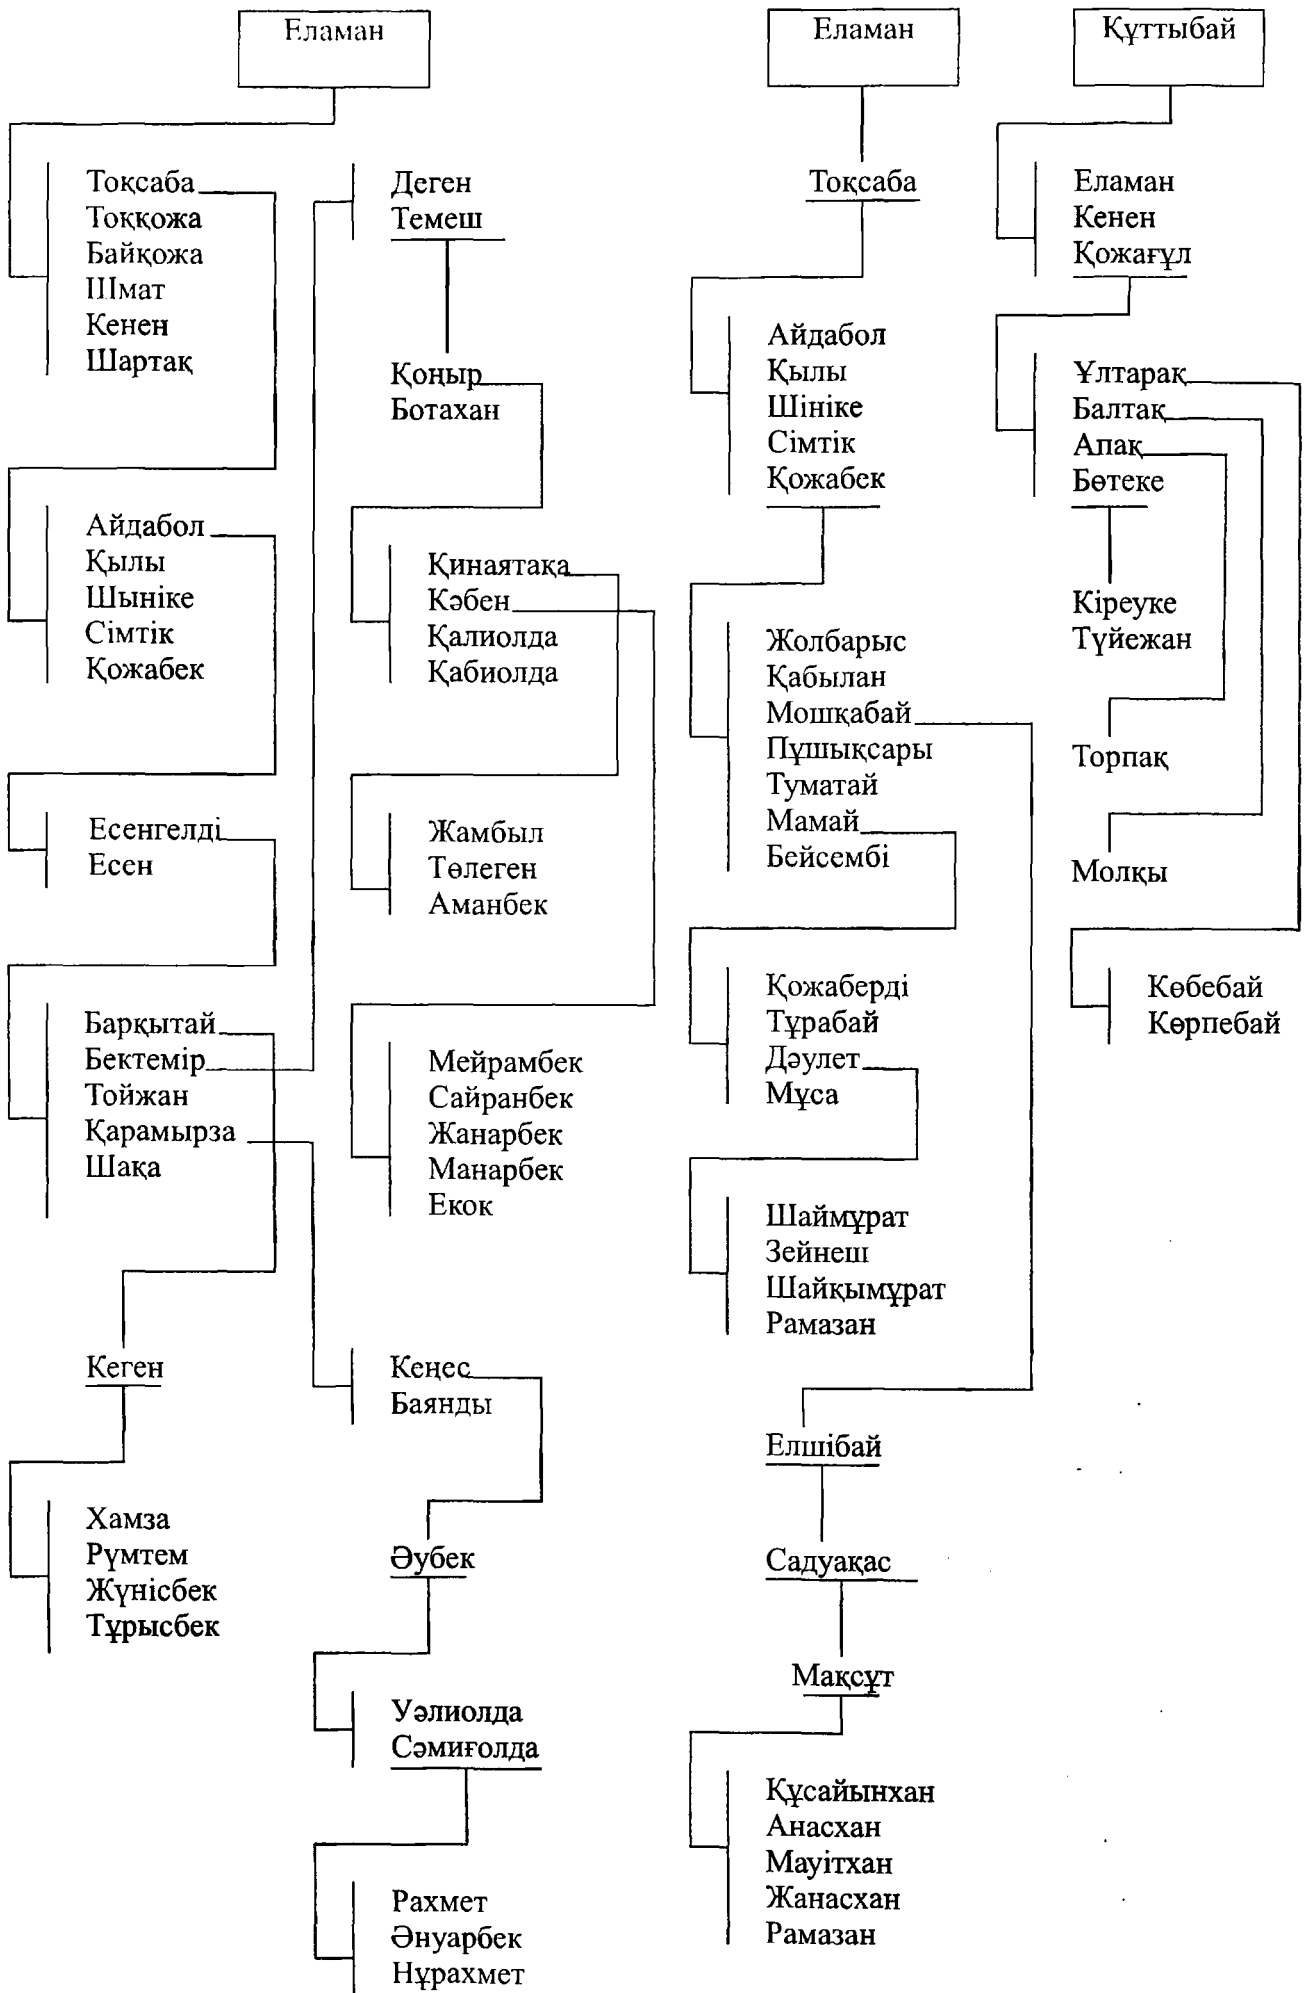 Еламан
Тоқсаба
Тоққожа
Байқожа
Шмат
Кенен
Шартақ
Айдабол
Қылы
Шыніке
Сімтік
Қожабек
Есенгелді
Есен
Барқытай
Бектемір
Тойжан
Қарамырза
Шақа
Кеген
Хамза
Рүмтем
Жүнісбек
Тұрысбек
Деген
Темеш
Қоңыр
Ботахан
Қинаятақа
Кәбен
Қалиолда
Қабиолда
Жамбыл
Төлеген
Аманбек
Мейрамбек
Сайранбек
Жанарбек
Манарбек
Екок
Кеңес
Баянды
Әубек
Уәлиолда
Сәмиғолда
Рахмет
Әнуарбек
Нұрахмет
Еламан
Тоқсаба
Айдабол
Қылы
Шініке
Сімтік
Қожабек
Жолбарыс
Қабылан
Мошқабай
Пұшықсары
Туматай
Мамай
Бейсембі
Қожаберді
Тұрабай
Дәулет
Мұса
Шаймұрат
Зейнеш
Шайқымұрат
Рамазан
Елшібай
Садуақас
Мақсұт
Құсайынхан
Анасхан
Мауітхан
Жанасхан
Рамазан
Құттыбай
Еламан
Кенен
Қожағұл
Ұлтарақ
Балтақ
Апақ
Бөтеке
Кіреуке
Түйежан
Торпақ
Молқы
Көбебай
Көрпебай